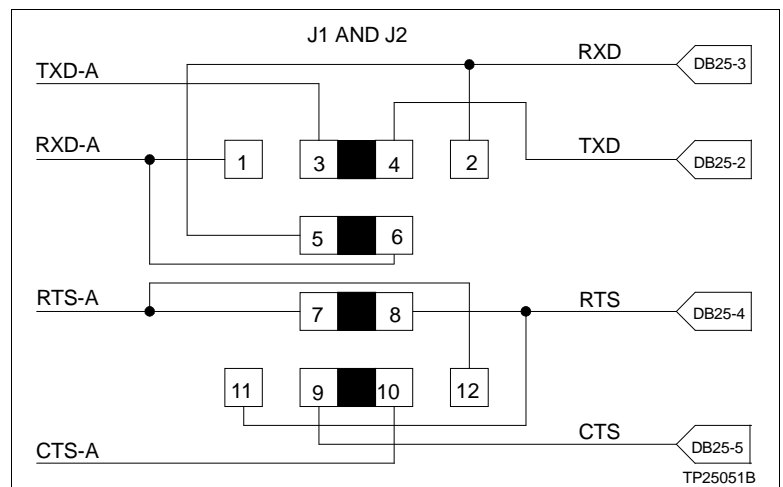 J1 AND J2
TXD-A
RXD
DB25-3
RXD-A
1
3
4
2
TXD
DB25-2
5
6
RTS-A
7
8
RTS
DB25-4
11
9
10
12
CTS-A
CTS
DB25-5
TP25051B